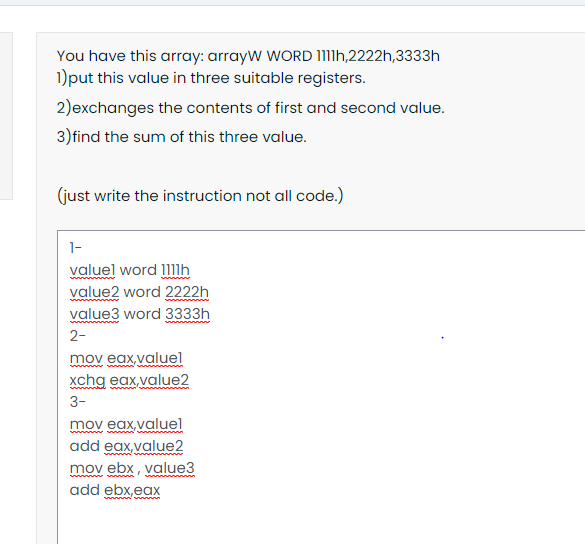 You have this array: arrayW WORD 1111h,2222h,3333h
1)put this value in three suitable registers.
2)exchanges the contents of first and second value.
3)find the sum of this three value.
(just write the instruction not all code.)
1-
value1 word 1111h
value2 word 2222h
value3 word 3333h
2-
mov eax,value1
xchg eax,value2
3-
mov eax,value1
add eax,value2
mov ebx , value3
add ebx,eax